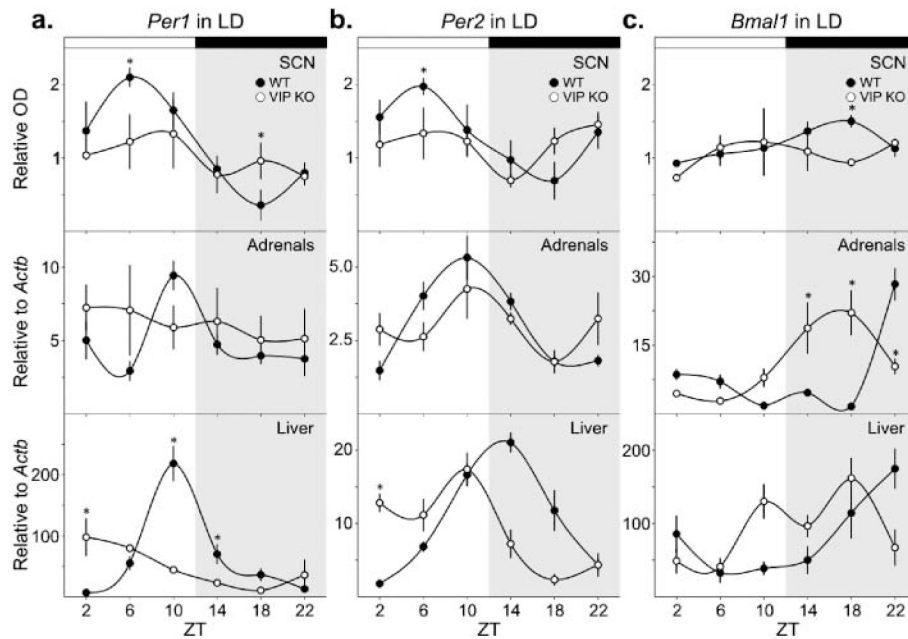 a. Per1 in LD
SCN
* WT
VIP KO
*
2
1
Relative OD
Adrenals
10
5
Relative to Actb
Liver
*
*
*
200
100
Relative to Actb
2 6 10 14 18 22
ZT
b. Per2 in LD
SCN
* WT
VIP KO
2
1
Adrenals
5.0
2.5
Liver
*
20
10
2 6 10 14 18 22
ZT
c. Bmal1 in LD
SCN
WT
VIP KO
*
2
1
Adrenals
* *
*
30
15
Liver
200
100
2 6 10 14 18 22
ZT